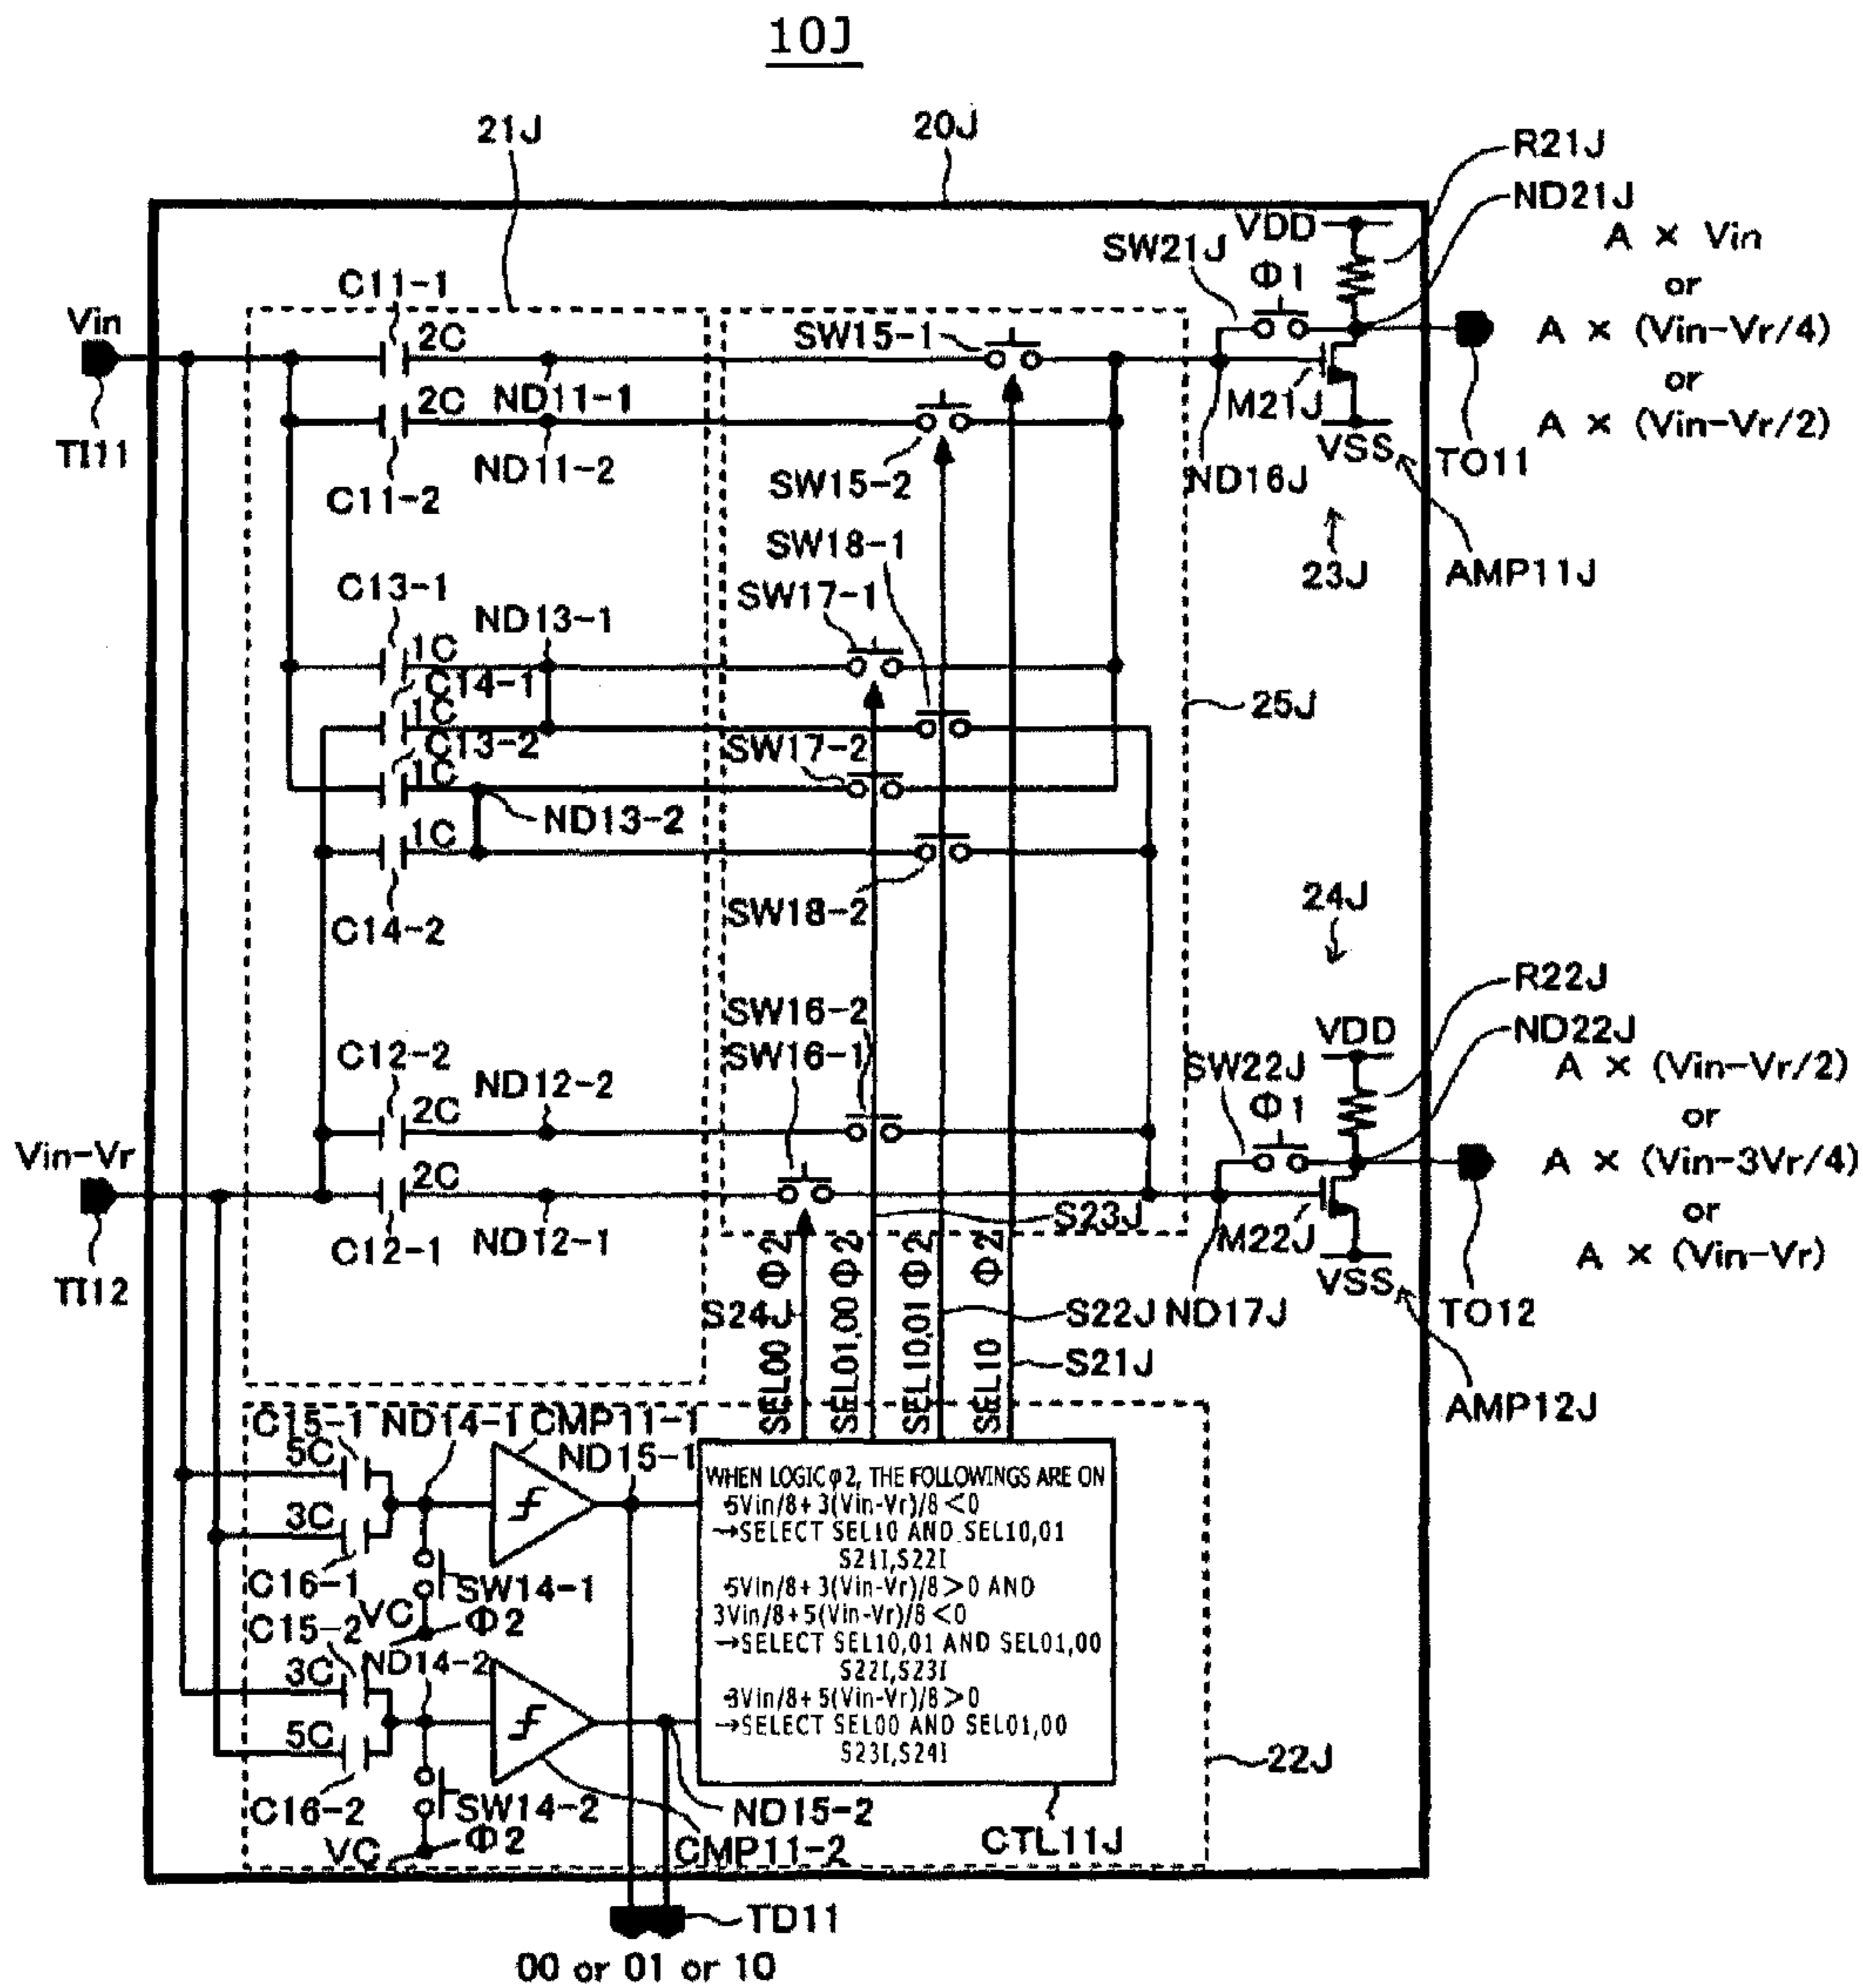 10J
21J
20J
R21J
ND21J
VDD
SW21J
Φ1
A × Vin
or
A × (Vin-Vr/4)
or
A × (Vin-Vr/2)
Vin
TI11
C11-1
2C
ND11-1
SW15-1
2C
ND11-2
C11-2
SW15-2
M21J
VSS
ND16J
TO11
23J
AMP11J
SW18-1
SW17-1
C13-1
ND13-1
1C
C14-1
1C
C13-2
1C
SW17-2
25J
ND13-2
1C
C14-2
SW18-2
24J
R22J
ND22J
VDD
SW22J
Φ1
A × (Vin-Vr/2)
or
A × (Vin-3Vr/4)
or
A × (Vin-Vr)
SW16-2
SW16-1
C12-2
ND12-2
2C
Vin-Vr
TI12
2C
C12-1
ND12-1
S23J
M22J
VSS
ND17J
TO12
AMP12J
S24J
S22J
S21J
SEL00 Φ2
SEL01,00 Φ2
SEL10,01 Φ2
SEL10 Φ2
C15-1
ND14-1
CMP11-1
ND15-1
5C
3C
C16-1
SW14-1
VC
Φ2
C15-2
ND14-2
3C
5C
C16-2
SW14-2
VC
Φ2
CMP11-2
ND15-2
CTL11J
22J
WHEN LOGIC φ2, THE FOLLOWINGS ARE ON
·5Vin/8+3(Vin-Vr)/8<0
→SELECT SEL10 AND SEL10,01
S21I,S22I
·5Vin/8+3(Vin-Vr)/8>0 AND
3Vin/8+5(Vin-Vr)/8<0
→SELECT SEL10,01 AND SEL01,00
S22I,S23I
·3Vin/8+5(Vin-Vr)/8>0
→SELECT SEL00 AND SEL01,00
S23I,S24I
TD11
00 or 01 or 10